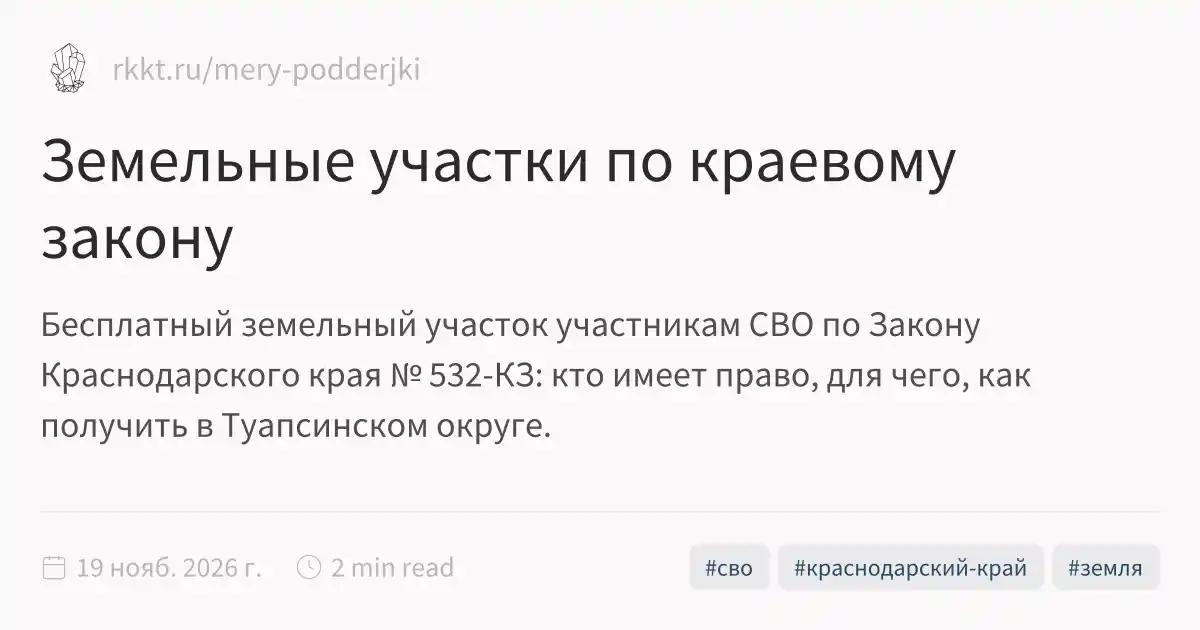 rkkt.ru/mery-podderjki
Земельные участки по краевому
закону
Бесплатный земельный участок участникам СВО по Закону
Краснодарского края № 532-КЗ: кто имеет право, для чего, как
получить в Туапсинском округе.
19 нояб. 2026 г. 2 min read #сво #краснодарский-край #земля